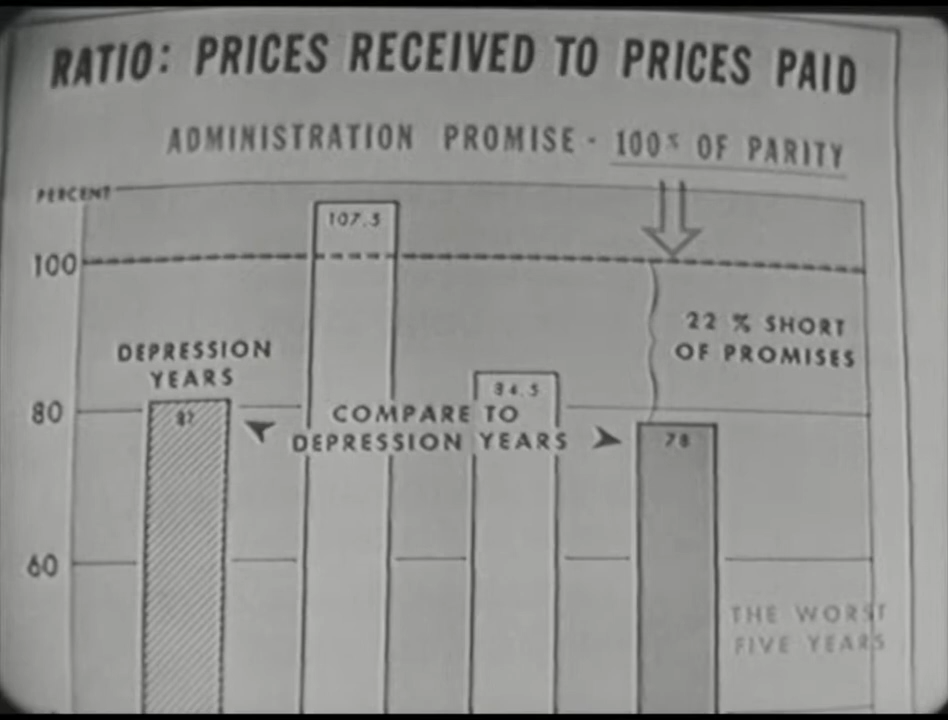 RATIO: PRICES RECEIVED TO PRICES PAID
ADMINISTRATION PROMISE - 100% OF PARITY
PERCENT
107.5
100
22 % SHORT
OF PROMISES
DEPRESSION
YEARS
84.5
80
COMPARE TO
DEPRESSION YEARS
78
60
THE WORST
FIVE YEARS